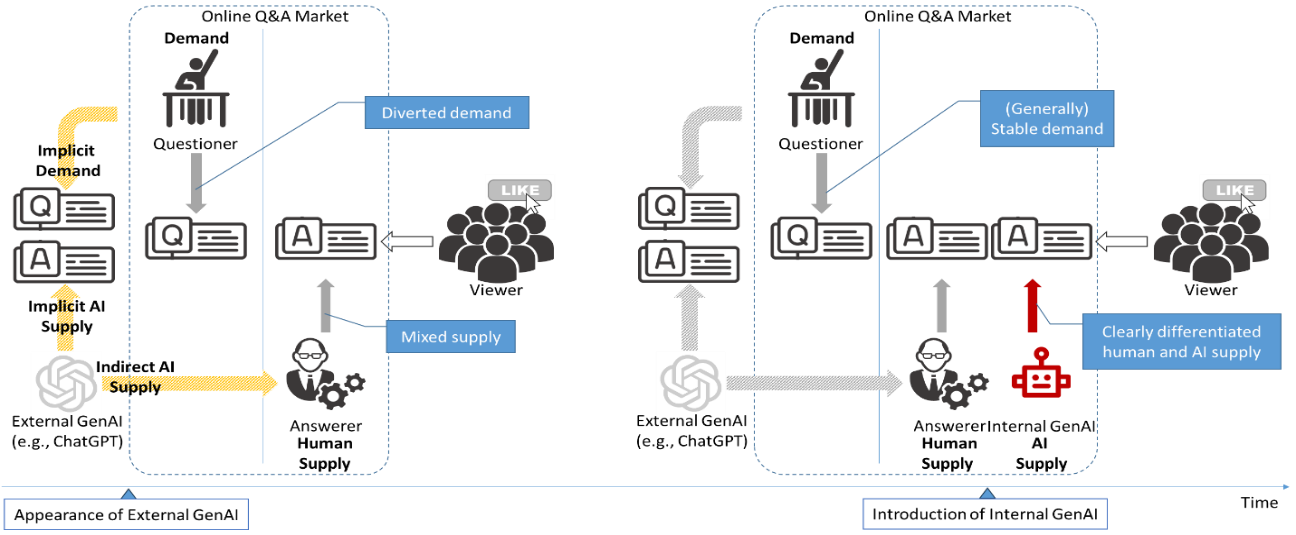 Online Q&A Market
Demand
Questioner
Diverted demand
Implicit
Demand
Q
A
Implicit AI
Supply
Q
A
LIKE
Viewer
Mixed supply
Indirect AI
Supply
External GenAI
(e.g., ChatGPT)
Answerer
Human
Supply
Appearance of External GenAI
Online Q&A Market
Demand
Questioner
(Generally)
Stable demand
Q
A
Q
A
A
LIKE
Viewer
Clearly differentiated
human and AI supply
External GenAI
(e.g., ChatGPT)
Answerer
Human
Supply
Internal GenAI
AI
Supply
Introduction of Internal GenAI
Time